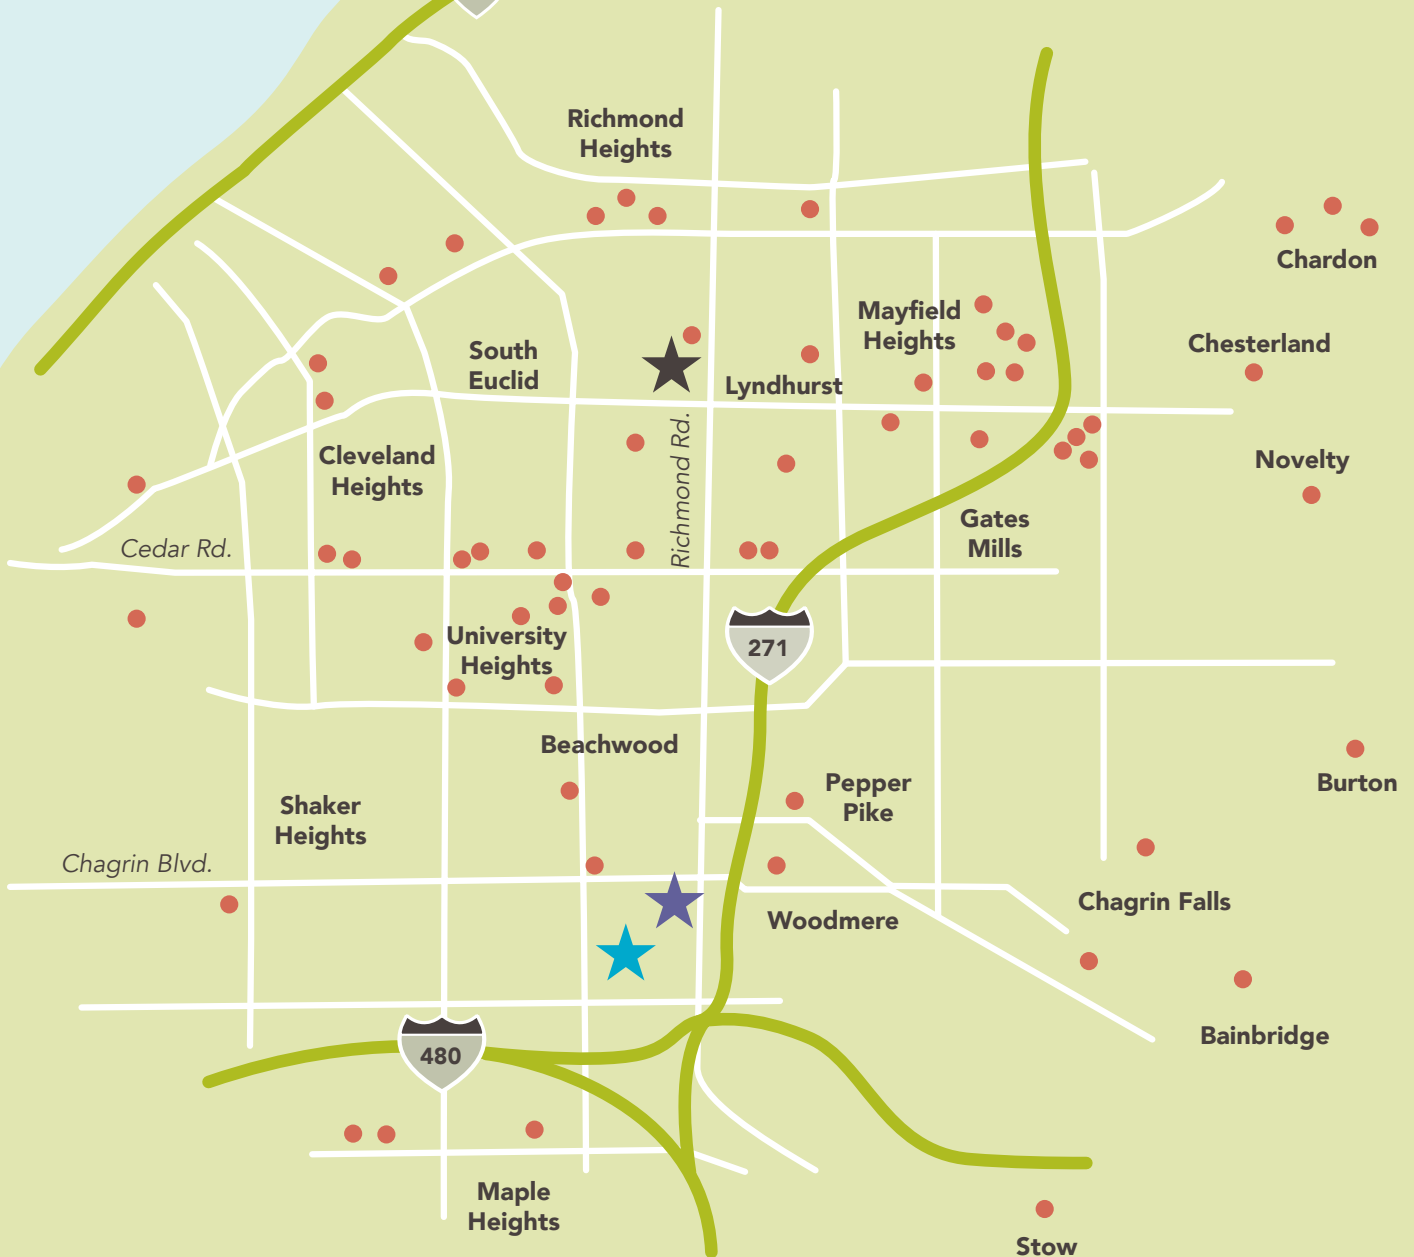 Richmond
Heights
Chardon
Mayfield
Heights
Chesterland
South
Euclid
Lyndhurst
Richmond Rd.
Cleveland
Heights
Novelty
Gates
Mills
Cedar Rd.
University
Heights
271
Beachwood
Pepper
Pike
Burton
Shaker
Heights
Chagrin Blvd.
Chagrin Falls
Woodmere
Bainbridge
480
Maple
Heights
Stow